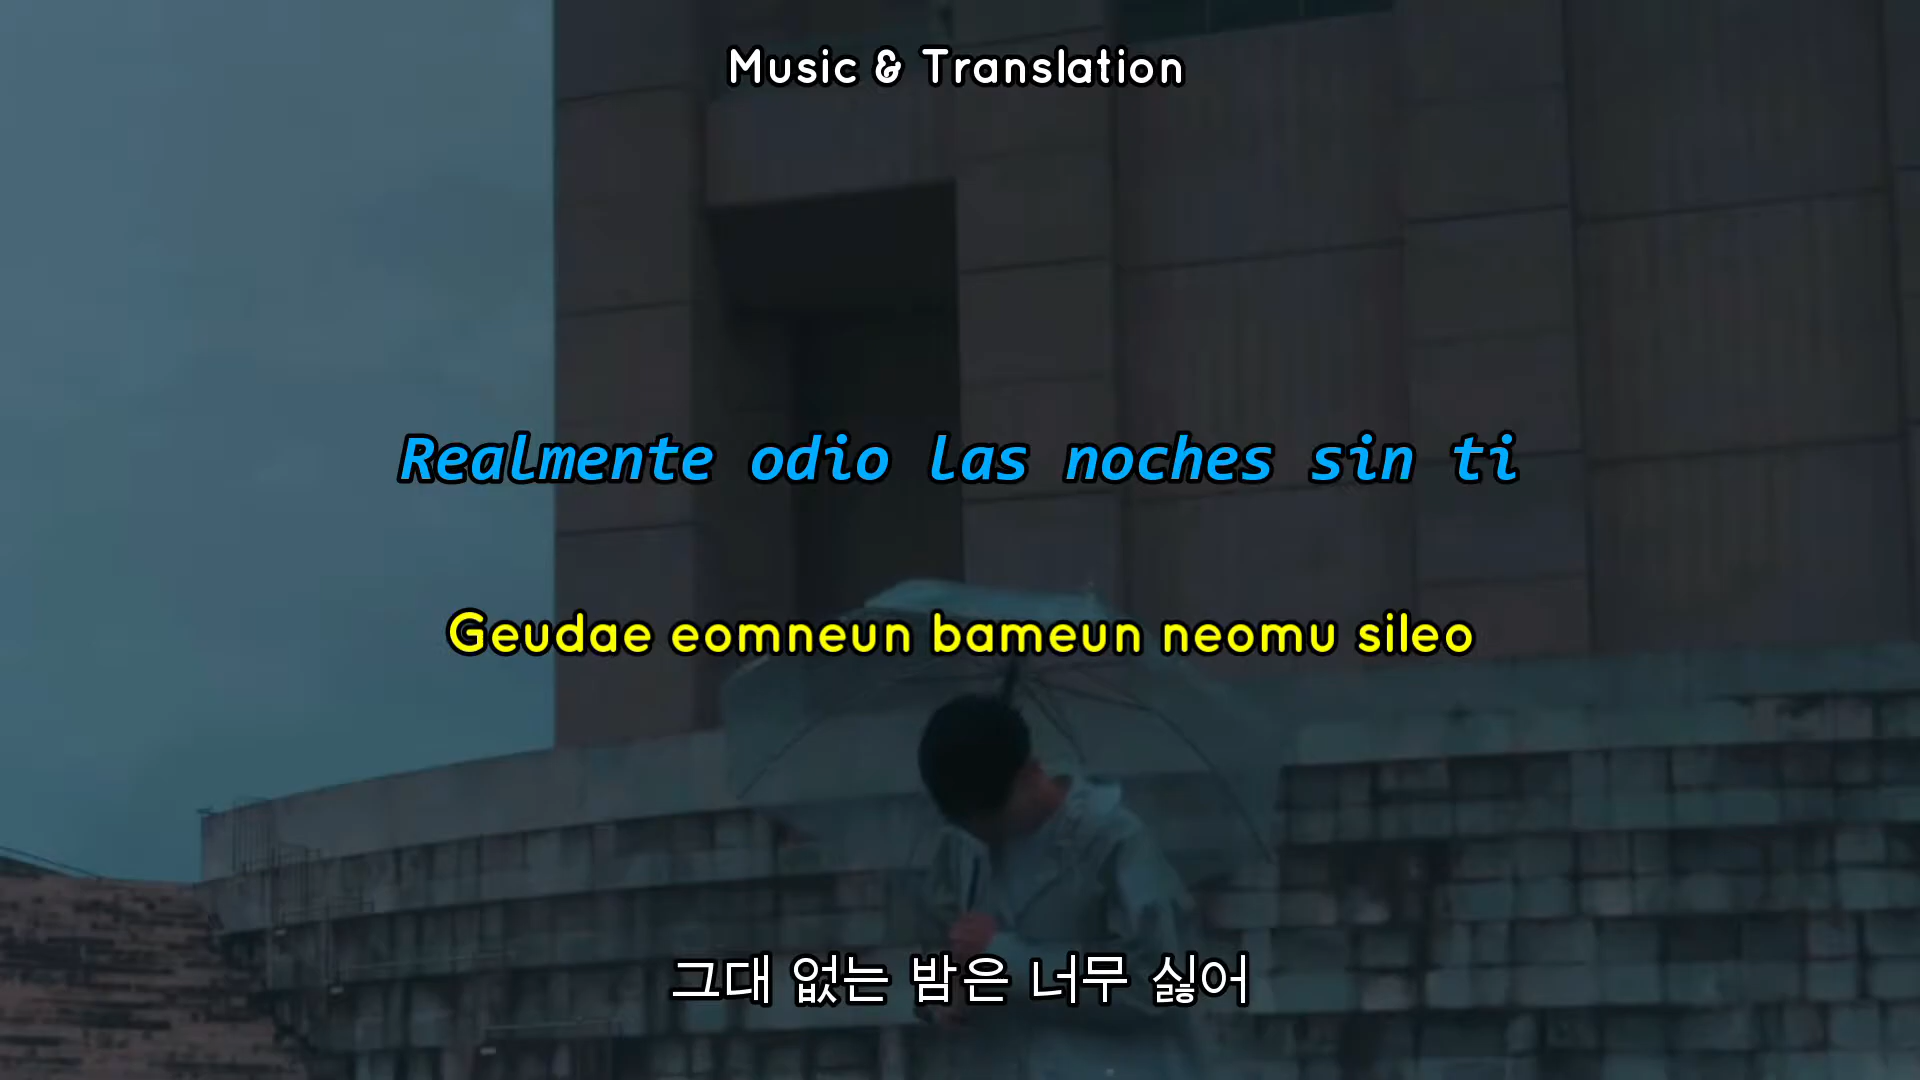 Music & Translation
Realmente odio las noches sin ti
Geudae eomneun bameun neomu sileo
그대 없는 밤은 너무 싫어